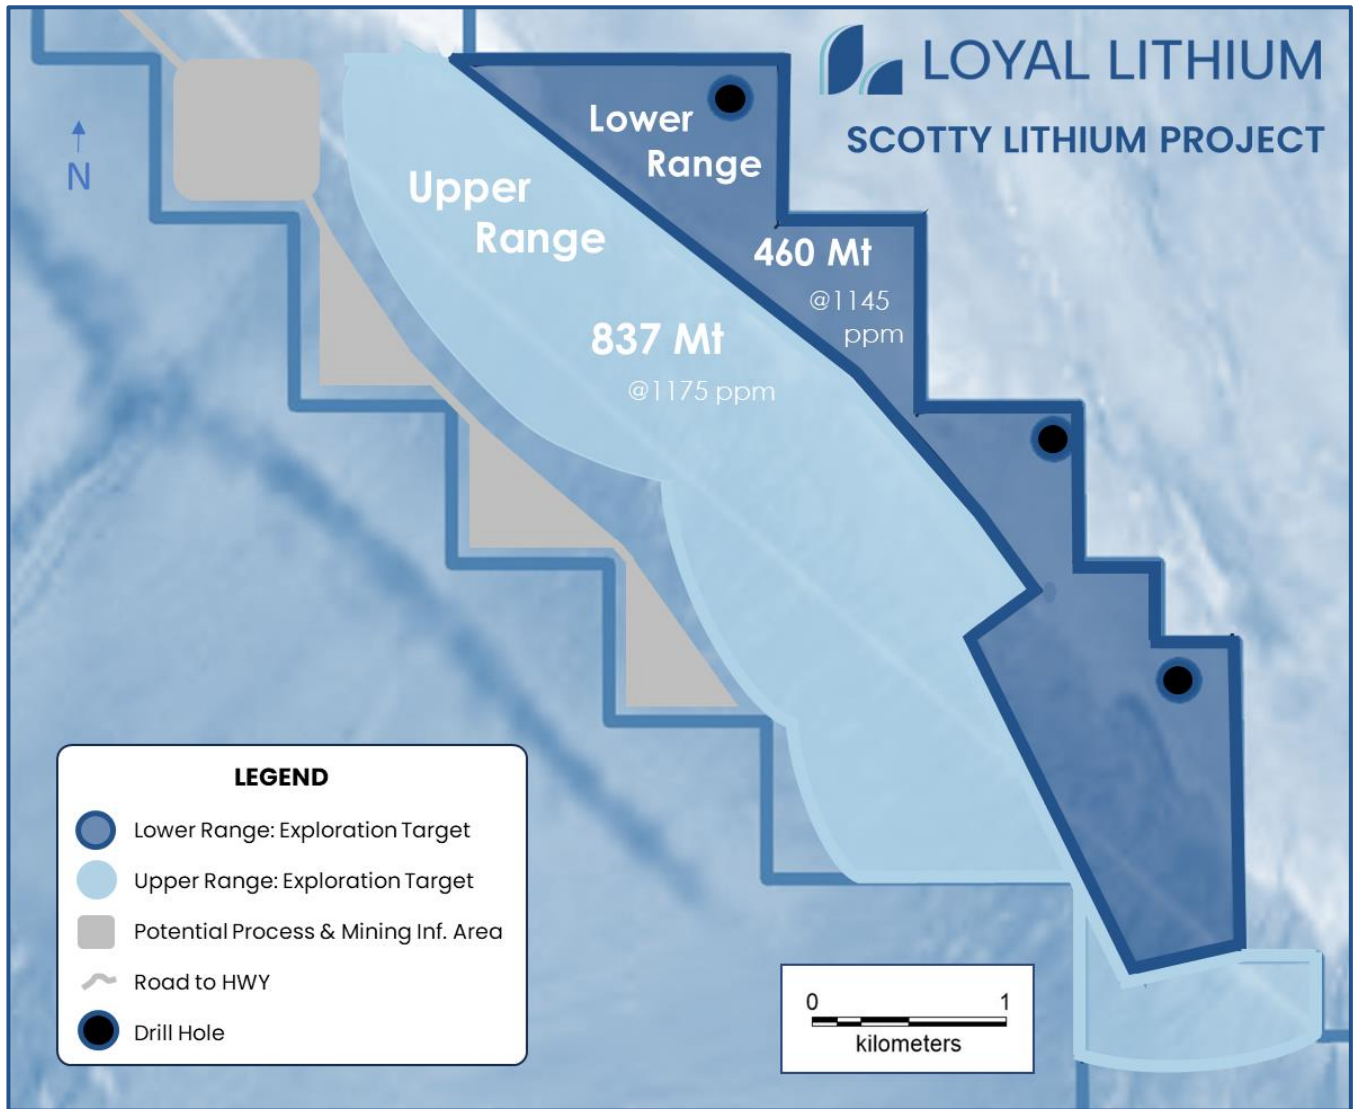 LOYAL LITHIUM
SCOTTY LITHIUM PROJECT
N
Lower
Range
Upper
Range
460 Mt
@1145
ppm
837 Mt
@1175 ppm
LEGEND
Lower Range: Exploration Target
Upper Range: Exploration Target
Potential Process & Mining Inf. Area
Road to HWY
Drill Hole
0 1
kilometers